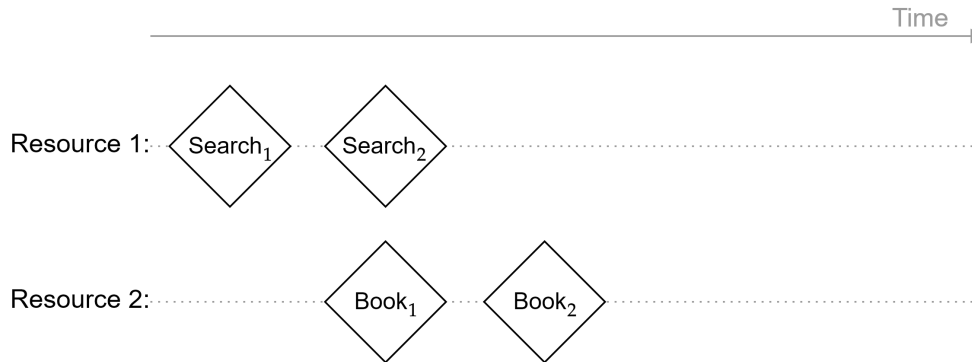 Time
Resource 1: Search₁ Search₂
Resource 2: Book₁ Book₂